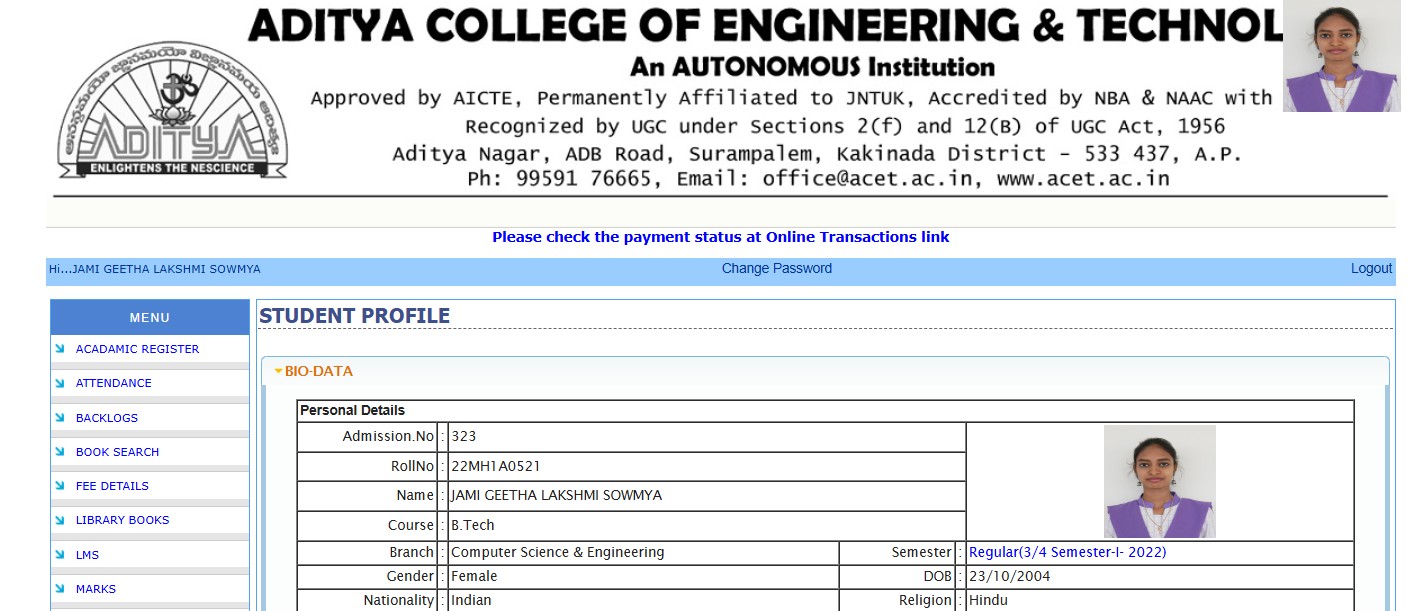 ADITYA COLLEGE OF ENGINEERING & TECHNOL
An AUTONOMOUS Institution
Approved by AICTE, Permanently Affiliated to JNTUK, Accredited by NBA & NAAC with
Recognized by UGC under Sections 2(f) and 12(B) of UGC Act, 1956
Aditya Nagar, ADB Road, Surampalem, Kakinada District - 533 437, A.P.
Ph: 99591 76665, Email: office@acet.ac.in, www.acet.ac.in
ADITYA
ENLIGHTENS THE NESCIENCE
Please check the payment status at Online Transactions link
Hi...JAMI GEETHA LAKSHMI SOWMYA Change Password Logout
MENU
ACADAMIC REGISTER
ATTENDANCE
BACKLOGS
BOOK SEARCH
FEE DETAILS
LIBRARY BOOKS
LMS
MARKS
STUDENT PROFILE
BIO-DATA
Personal Details
Admission.No : 323
RollNo : 22MH1A0521
Name : JAMI GEETHA LAKSHMI SOWMYA
Course : B.Tech
Branch : Computer Science & Engineering Semester : Regular(3/4 Semester-I- 2022)
Gender : Female DOB : 23/10/2004
Nationality : Indian Religion : Hindu